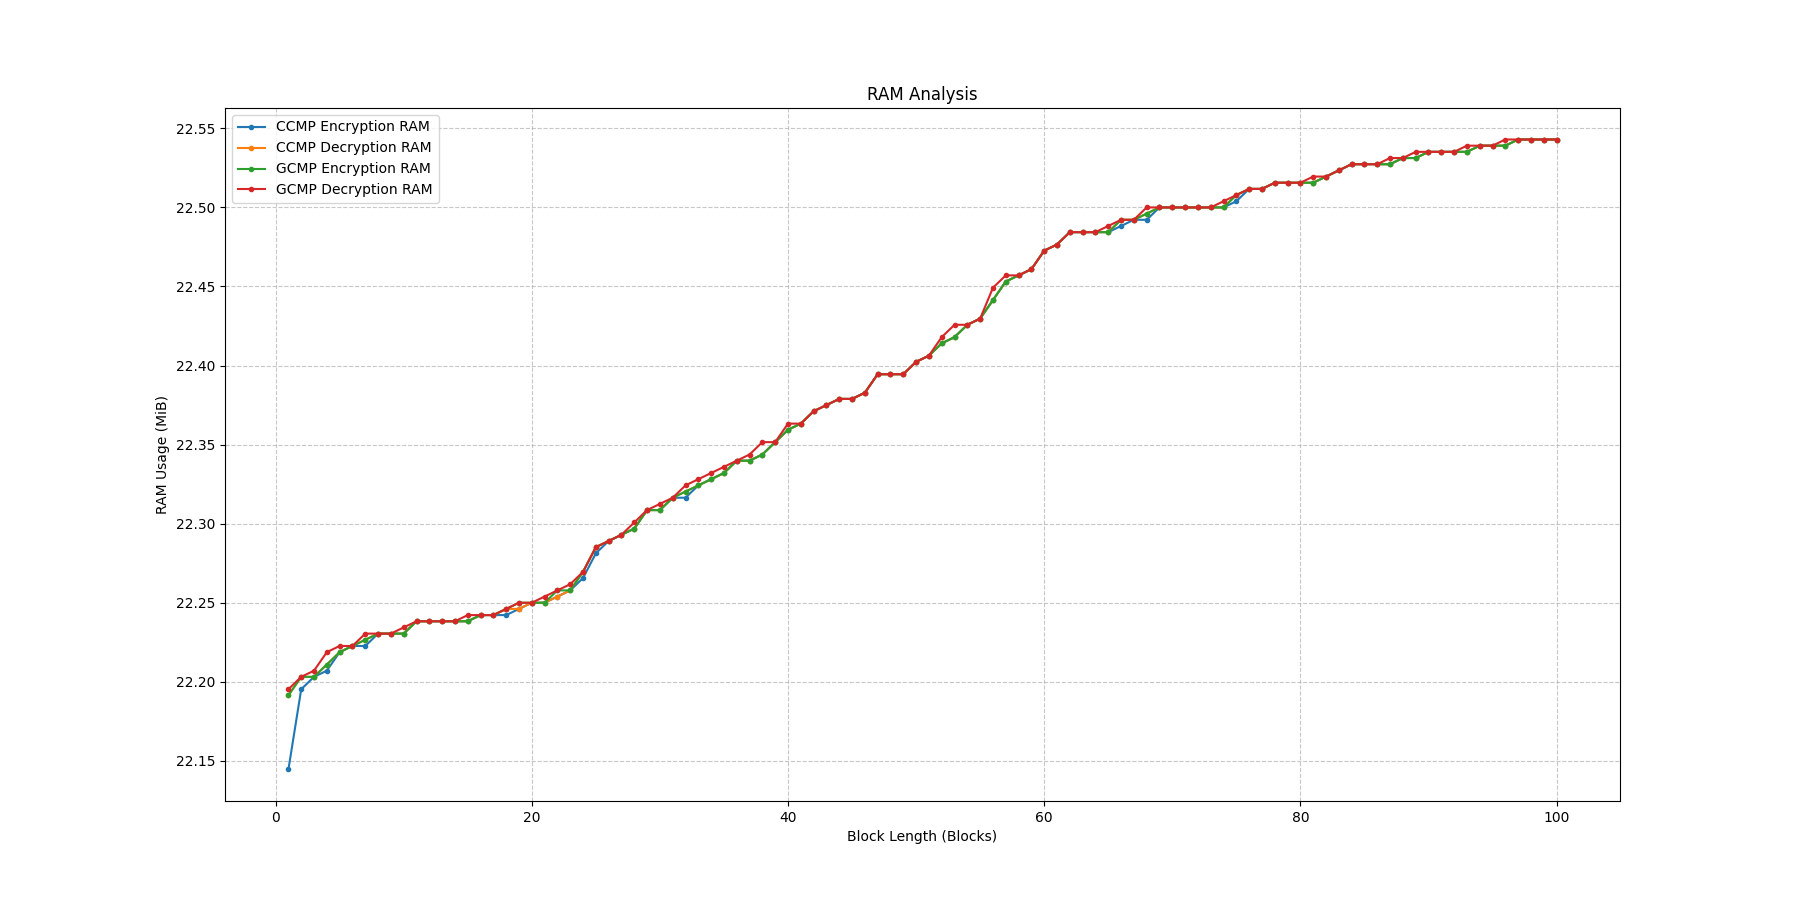 RAM Analysis
CCMP Encryption RAM
CCMP Decryption RAM
GCMP Encryption RAM
GCMP Decryption RAM
RAM Usage (MiB)
22.55
22.50
22.45
22.40
22.35
22.30
22.25
22.20
22.15
0 20 40 60 80 100
Block Length (Blocks)